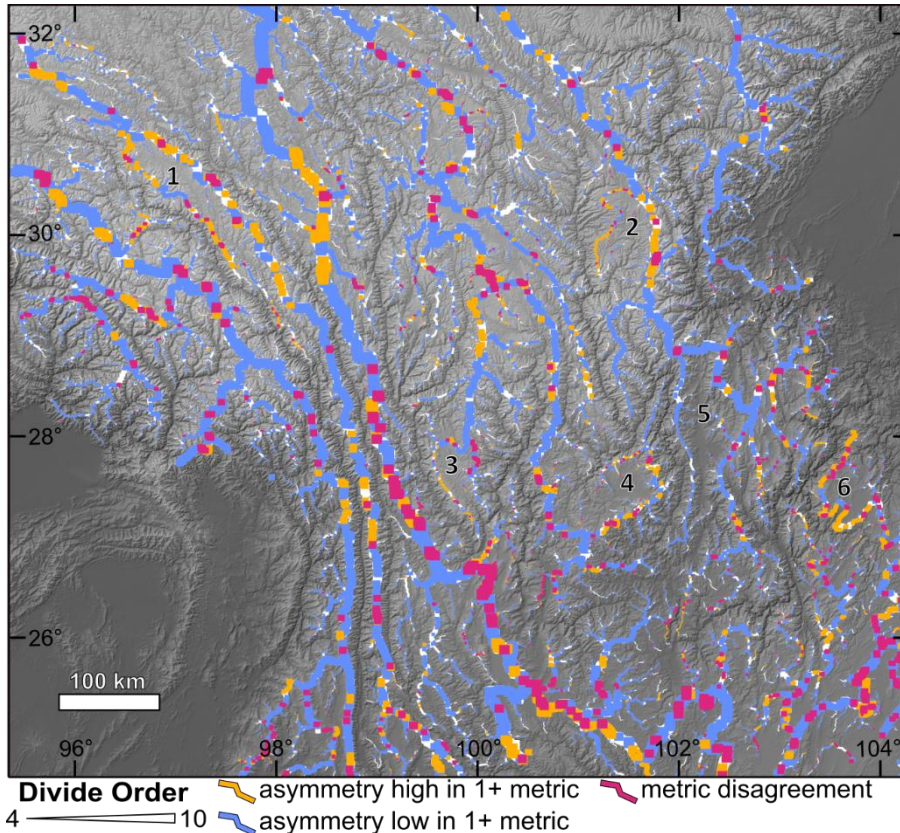 32°
1
30°
2
5
28°
3
4
6
26°
100 km
96° 98° 100° 102° 104°
Divide Order asymmetry high in 1+ metric metric disagreement
4 10 asymmetry low in 1+ metric